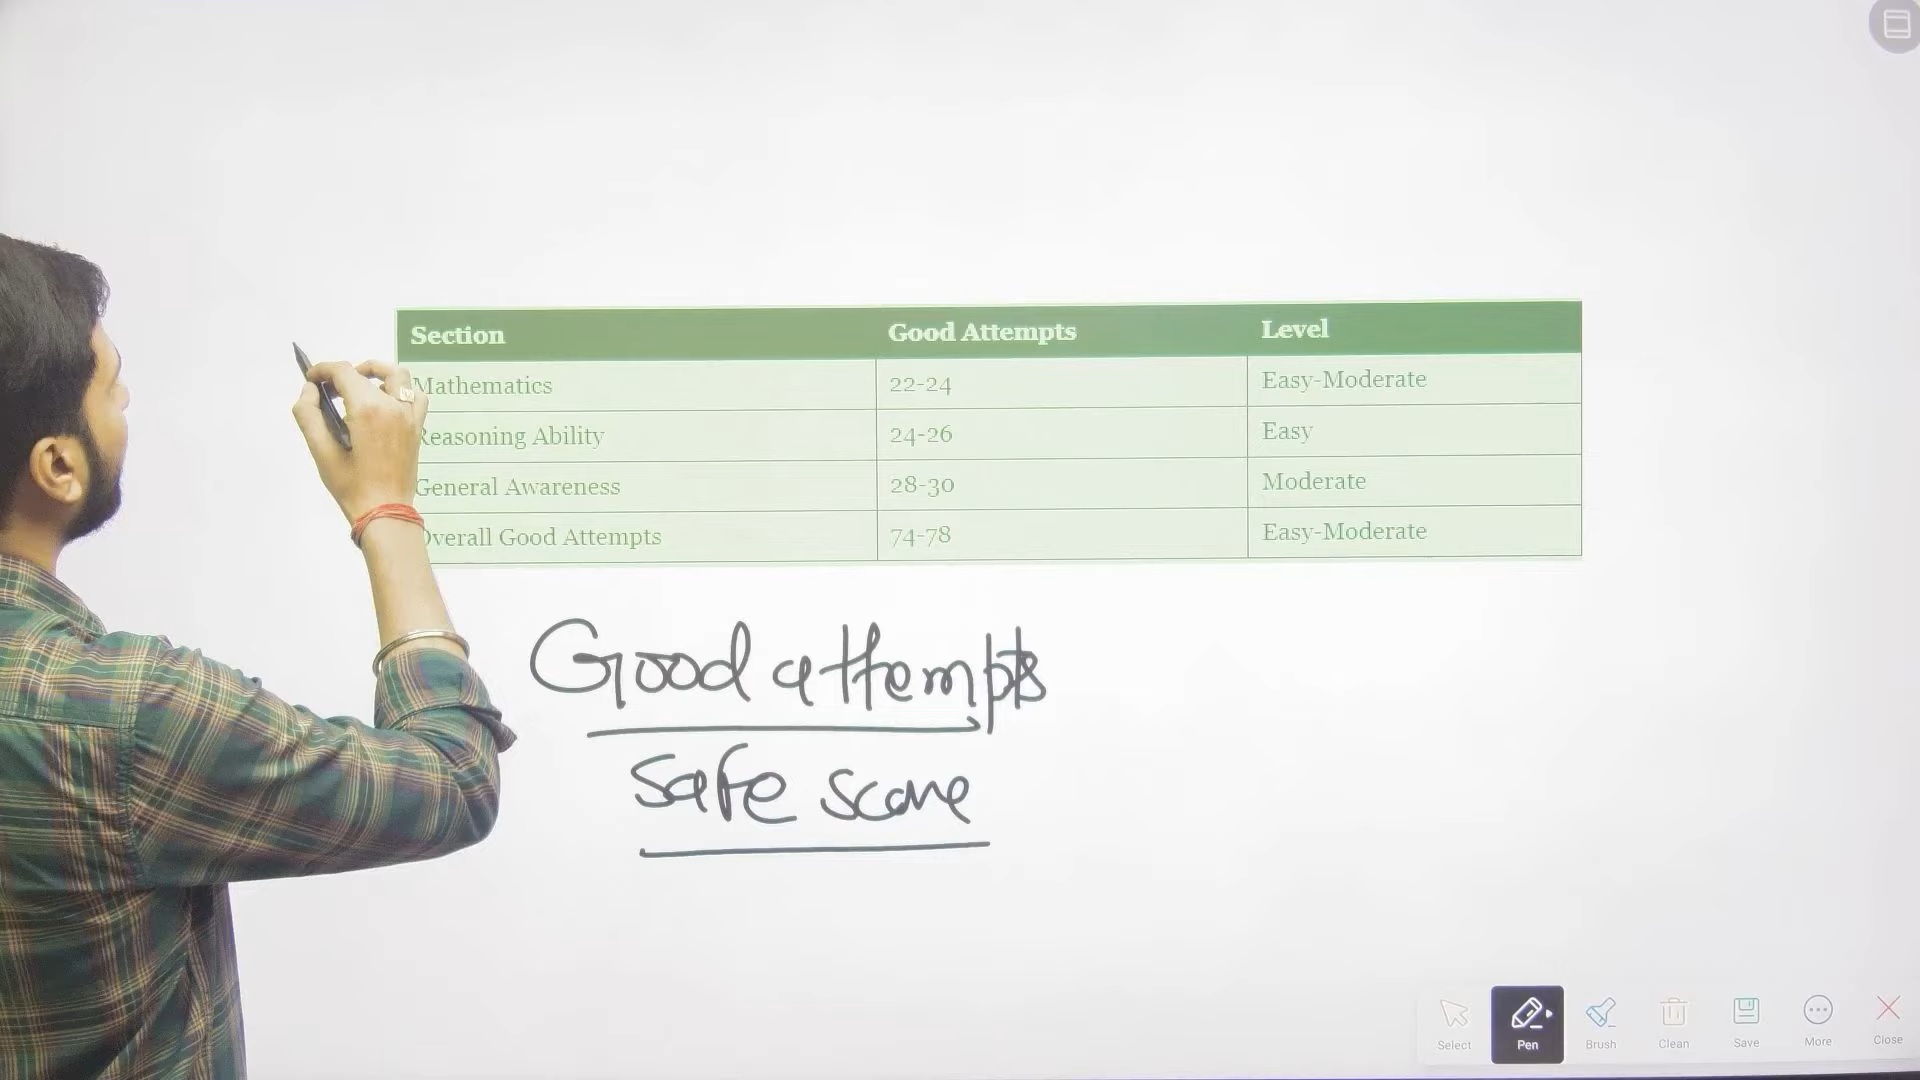 Section Good Attempts Level
Mathematics 22-24 Easy-Moderate
Reasoning Ability 24-26 Easy
General Awareness 28-30 Moderate
Overall Good Attempts 74-78 Easy-Moderate
Good attempts
Safe score
Select Pen Brush Clean Save More Close